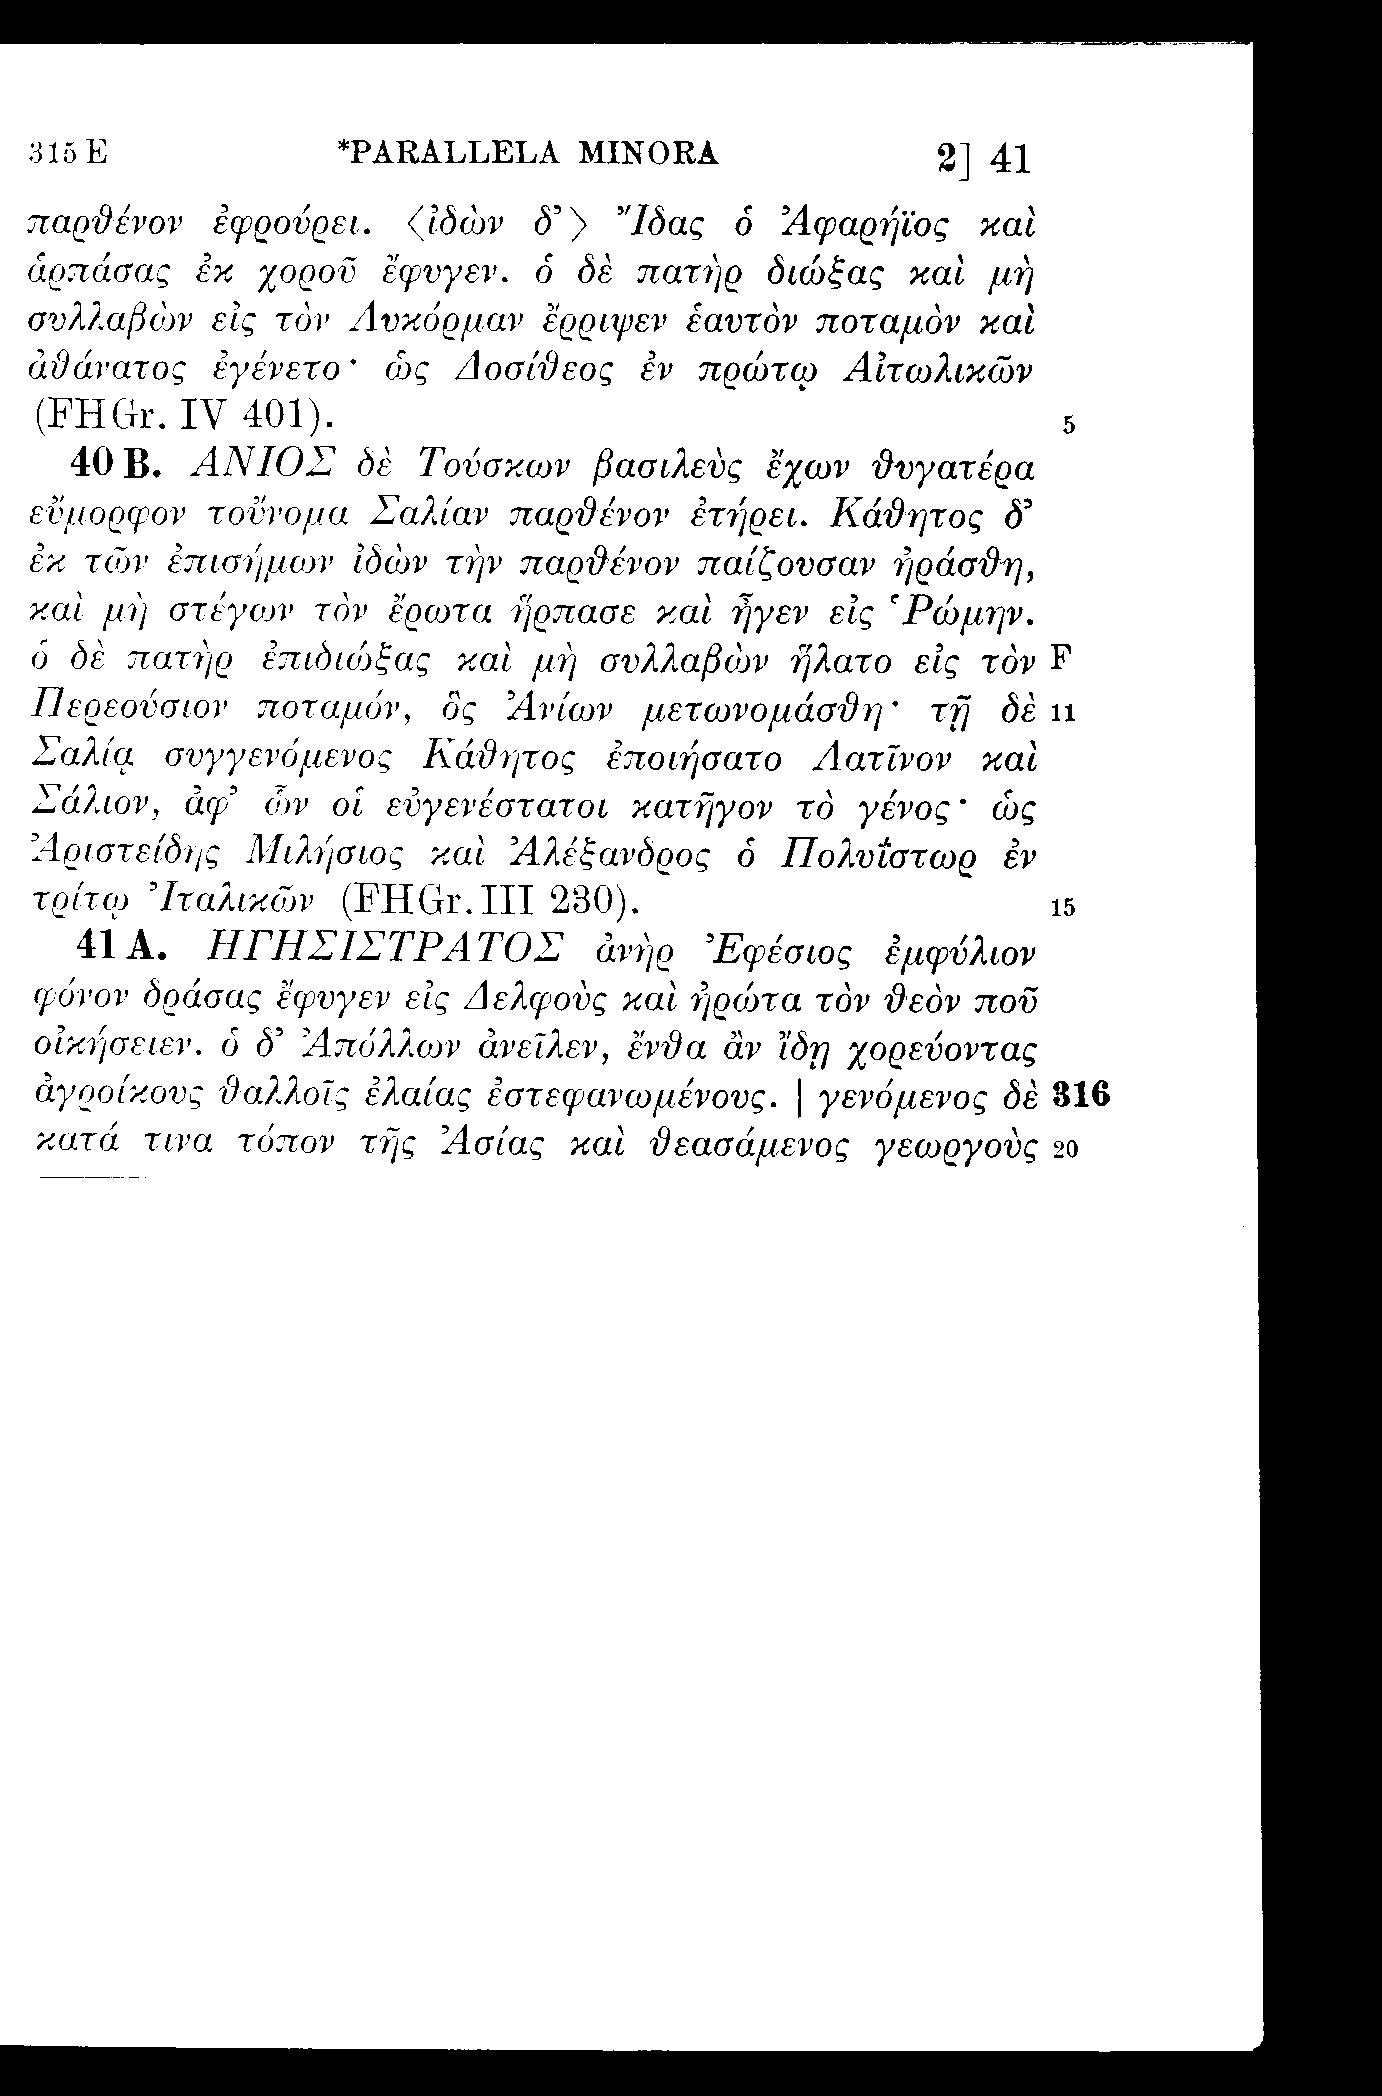 315 E *PARALLELA MINORA 2] 41
παρθένον ἐφρούρει. ⟨ἰδὼν δ’⟩ Ἴδας ὁ Ἀφαρήϊος καὶ
ἁρπάσας ἐκ χοροῦ ἔφυγεν. ὁ δὲ πατὴρ διώξας καὶ μὴ
συλλαβὼν εἰς τὸν Λυκόρμαν ἔρριψεν ἑαυτὸν ποταμὸν καὶ
ἀθάνατος ἐγένετο· ὡς Δοσίθεος ἐν πρώτῳ Αἰτωλικῶν
(FHGr. IV 401). 5
40 B. ΑΝΙΟΣ δὲ Τούσκων βασιλεὺς ἔχων θυγατέρα
εὔμορφον τοὔνομα Σαλίαν παρθένον ἐτήρει. Κάθητος δ’
ἐκ τῶν ἐπισήμων ἰδὼν τὴν παρθένον παίζουσαν ἠράσθη,
καὶ μὴ στέγων τὸν ἔρωτα ἥρπασε καὶ ἦγεν εἰς Ῥώμην.
ὁ δὲ πατὴρ ἐπιδιώξας καὶ μὴ συλλαβὼν ἥλατο εἰς τὸν F
Περεούσιον ποταμόν, ὃς Ἀνίων μετωνομάσθη· τῇ δὲ 11
Σαλίᾳ συγγενόμενος Κάθητος ἐποιήσατο Λατῖνον καὶ
Σάλιον, ἀφ’ ὧν οἱ εὐγενέστατοι κατῆγον τὸ γένος· ὡς
Ἀριστείδης Μιλήσιος καὶ Ἀλέξανδρος ὁ Πολυΐστωρ ἐν
τρίτῳ Ἰταλικῶν (FHGr. III 230). 15
41 A. ΗΓΗΣΙΣΤΡΑΤΟΣ ἀνὴρ Ἐφέσιος ἐμφύλιον
φόνον δράσας ἔφυγεν εἰς Δελφοὺς καὶ ἠρώτα τὸν θεὸν ποῦ
οἰκήσειεν. ὁ δ’ Ἀπόλλων ἀνεῖλεν, ἔνθα ἂν ἴδῃ χορεύοντας
ἀγροίκους θαλλοῖς ἐλαίας ἐστεφανωμένους. | γενόμενος δὲ 316
κατά τινα τόπον τῆς Ἀσίας καὶ θεασάμενος γεωργοὺς 20